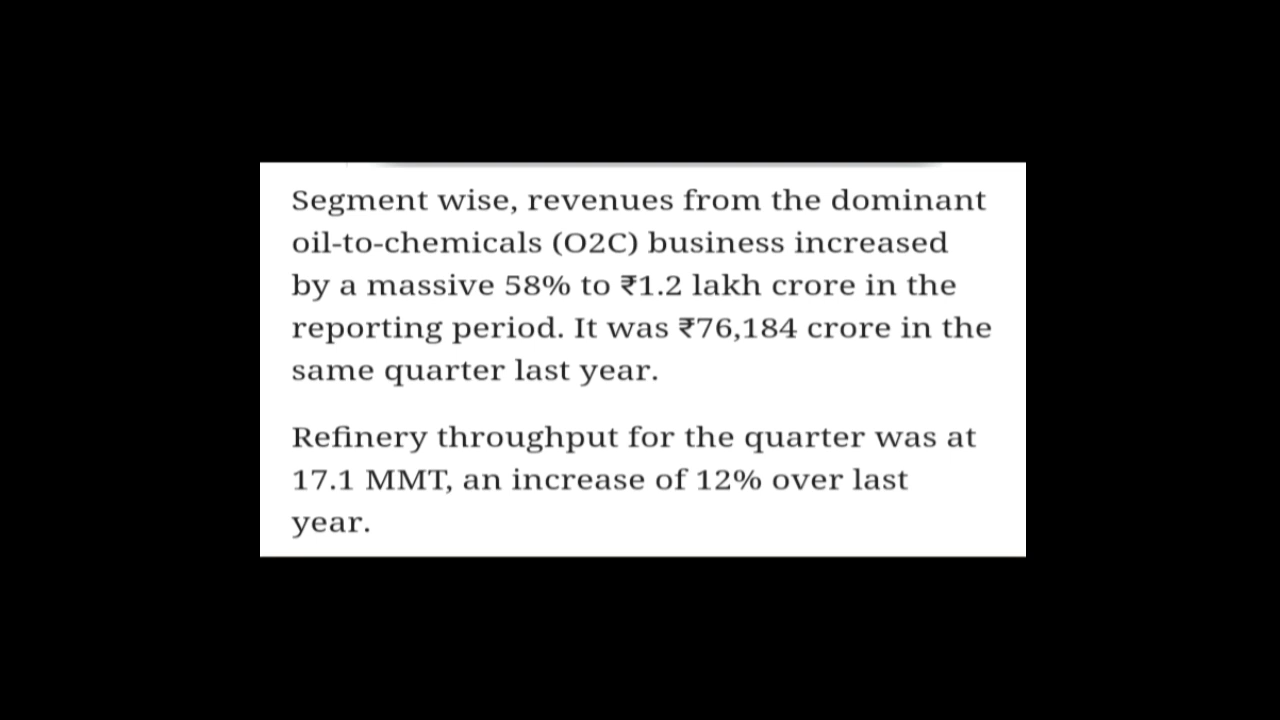 Segment wise, revenues from the dominant
oil-to-chemicals (O2C) business increased
by a massive 58% to ₹1.2 lakh crore in the
reporting period. It was ₹76,184 crore in the
same quarter last year.
Refinery throughput for the quarter was at
17.1 MMT, an increase of 12% over last
year.